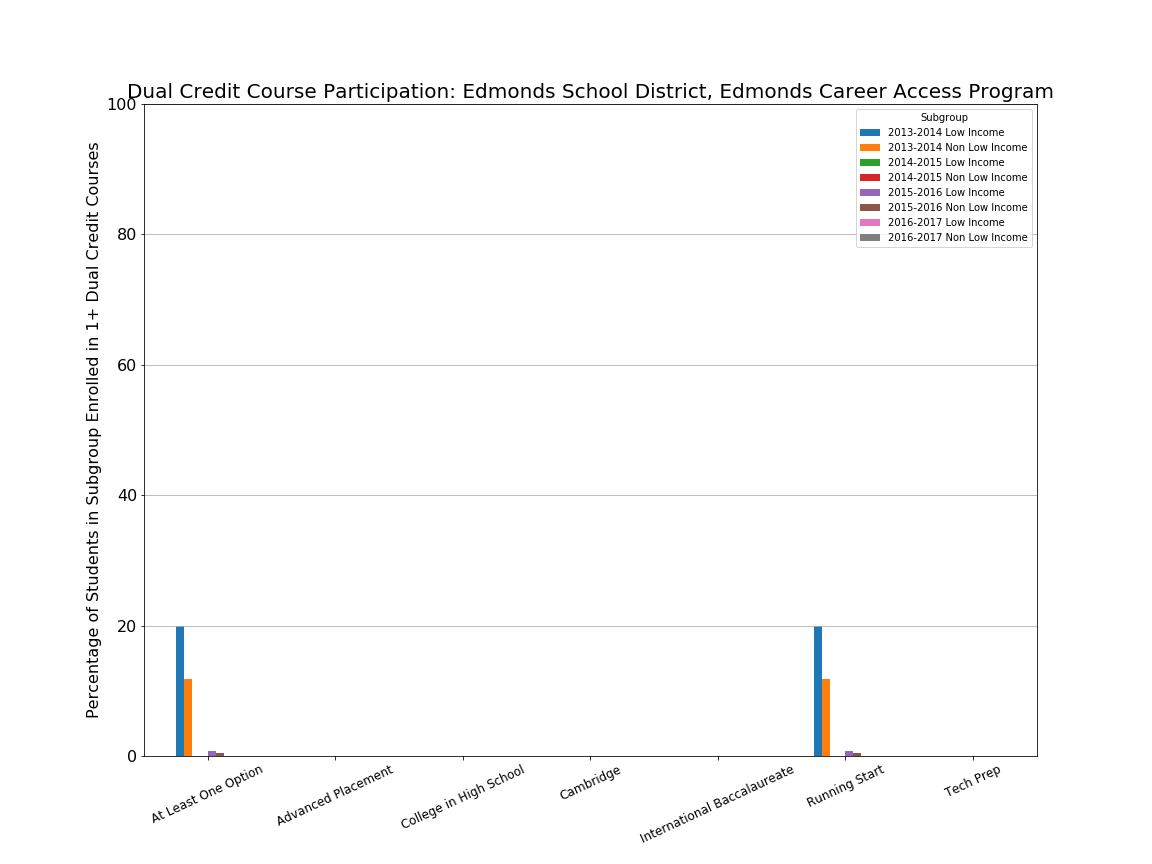 Dual Credit Course Participation: Edmonds School District, Edmonds Career Access Program
Percentage of Students in Subgroup Enrolled in 1+ Dual Credit Courses
100
80
60
40
20
0
Subgroup
2013-2014 Low Income
2013-2014 Non Low Income
2014-2015 Low Income
2014-2015 Non Low Income
2015-2016 Low Income
2015-2016 Non Low Income
2016-2017 Low Income
2016-2017 Non Low Income
At Least One Option
Advanced Placement
College in High School
Cambridge
International Baccalaureate
Running Start
Tech Prep